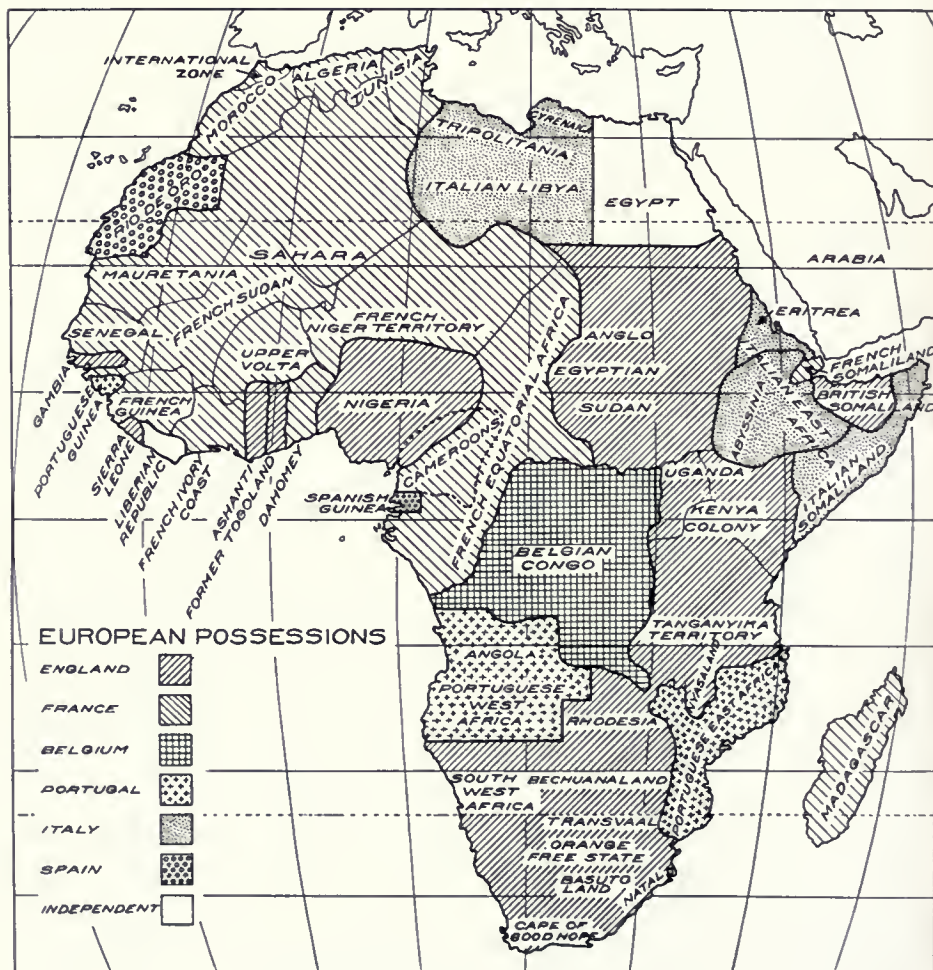 INTERNATIONAL
ZONE
MOROCCO
ALGERIA
TUNISIA
TRIPOLITANIA
CYRENAICA
ITALIAN LIBYA
EGYPT
RIO DE ORO
SAHARA
ARABIA
MAURETANIA
FRENCH SUDAN
SENEGAL
FRENCH
NIGER TERRITORY
UPPER
VOLTA
NIGERIA
FRENCH EQUATORIAL AFRICA
ANGLO
EGYPTIAN
SUDAN
ERITREA
FRENCH
SOMALILAND
BRITISH
SOMALILAND
ABYSSINIA
ITALIAN EAST
AFRICA
ITALIAN
SOMALILAND
GAMBIA
PORTUGUESE
GUINEA
FRENCH
GUINEA
SIERRA
LEONE
LIBERIAN
REPUBLIC
FRENCH IVORY
COAST
ASHANTI
FORMER TOGOLAND
DAHOMEY
CAMEROONS
SPANISH
GUINEA
UGANDA
KENYA
COLONY
BELGIAN
CONGO
TANGANYIKA
TERRITORY
ANGOLA
PORTUGUESE
WEST
AFRICA
NYASALAND
PORTUGUESE EAST AFRICA
RHODESIA
MADAGASCAR
SOUTH
WEST
AFRICA
BECHUANALAND
TRANSVAAL
ORANGE
FREE STATE
BASUTO
LAND
NATAL
CAPE OF
GOOD HOPE
EUROPEAN POSSESSIONS
ENGLAND
FRANCE
BELGIUM
PORTUGAL
ITALY
SPAIN
INDEPENDENT